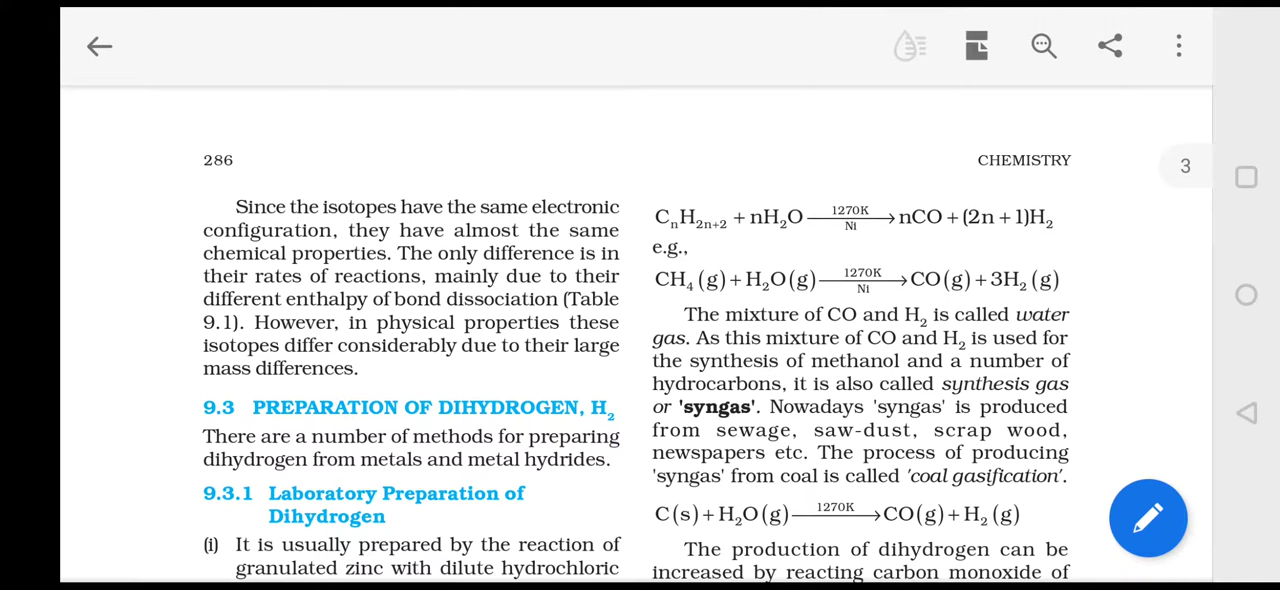 286
CHEMISTRY
3
Since the isotopes have the same electronic
configuration, they have almost the same
chemical properties. The only difference is in
their rates of reactions, mainly due to their
different enthalpy of bond dissociation (Table
9.1). However, in physical properties these
isotopes differ considerably due to their large
mass differences.
9.3 PREPARATION OF DIHYDROGEN, H₂
There are a number of methods for preparing
dihydrogen from metals and metal hydrides.
9.3.1 Laboratory Preparation of
Dihydrogen
(i) It is usually prepared by the reaction of
granulated zinc with dilute hydrochloric
CₙH₂ₙ₊₂ + nH₂O —1270K/Ni→ nCO + (2n + 1)H₂
e.g.,
CH₄(g) + H₂O(g) —1270K/Ni→ CO(g) + 3H₂(g)
The mixture of CO and H₂ is called water
gas. As this mixture of CO and H₂ is used for
the synthesis of methanol and a number of
hydrocarbons, it is also called synthesis gas
or 'syngas'. Nowadays 'syngas' is produced
from sewage, saw-dust, scrap wood,
newspapers etc. The process of producing
'syngas' from coal is called 'coal gasification'.
C(s) + H₂O(g) —1270K→ CO(g) + H₂(g)
The production of dihydrogen can be
increased by reacting carbon monoxide of